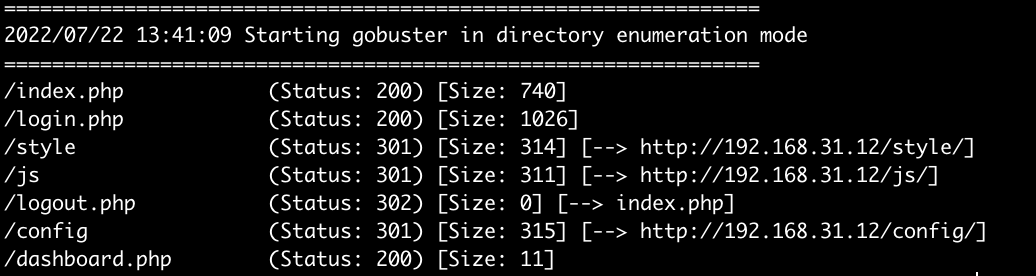 ===============================================================
2022/07/22 13:41:09 Starting gobuster in directory enumeration mode
===============================================================
/index.php            (Status: 200) [Size: 740]
/login.php            (Status: 200) [Size: 1026]
/style                (Status: 301) [Size: 314] [--> http://192.168.31.12/style/]
/js                   (Status: 301) [Size: 311] [--> http://192.168.31.12/js/]
/logout.php           (Status: 302) [Size: 0] [--> index.php]
/config               (Status: 301) [Size: 315] [--> http://192.168.31.12/config/]
/dashboard.php        (Status: 200) [Size: 11]